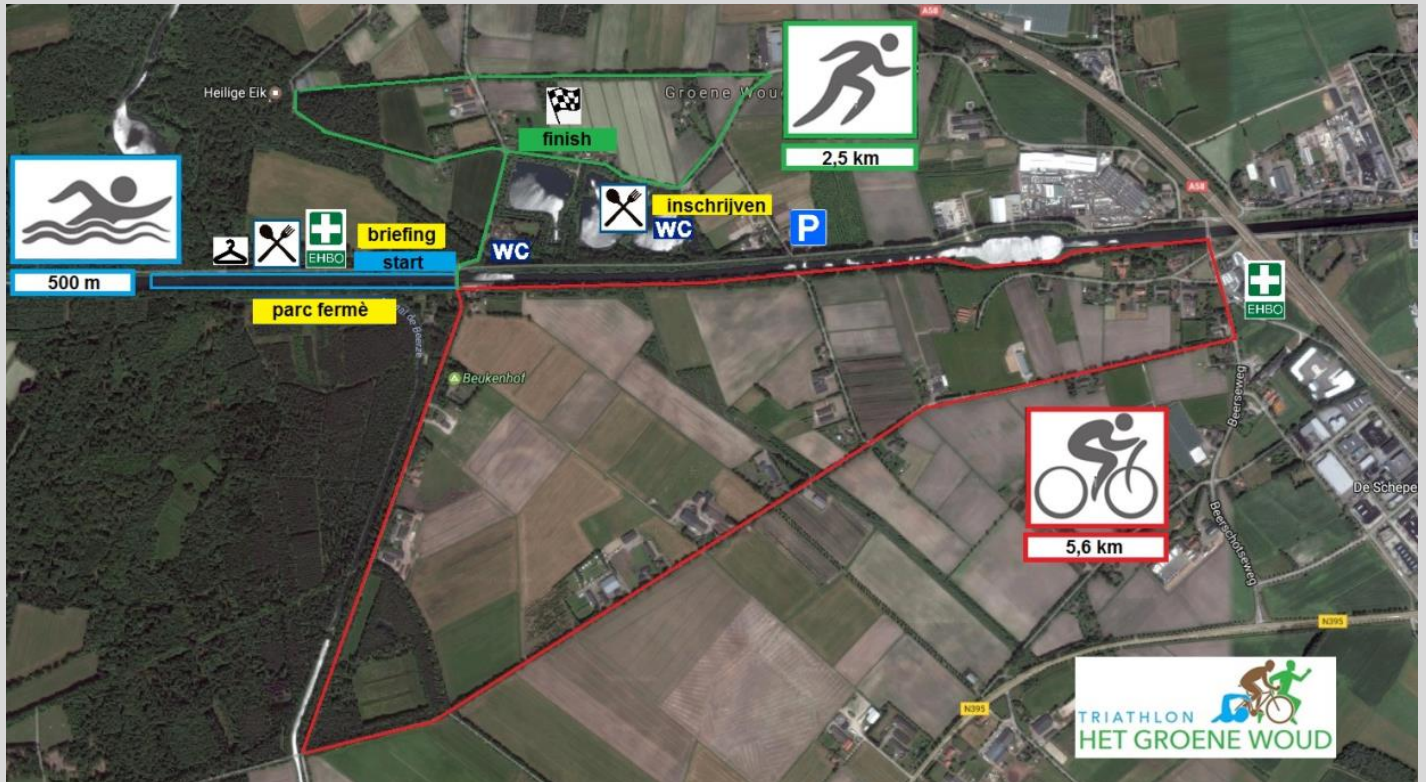 A58
Heilige Eik
Groene Woud
finish
2,5 km
A58
inschrijven
WC
P
briefing
EHBO
start
WC
500 m
parc fermè
EHBO
Beukenhof
Beerseweg
5,6 km
De Schepe
Beerschotseweg
N395
N395
TRIATHLON
HET GROENE WOUD